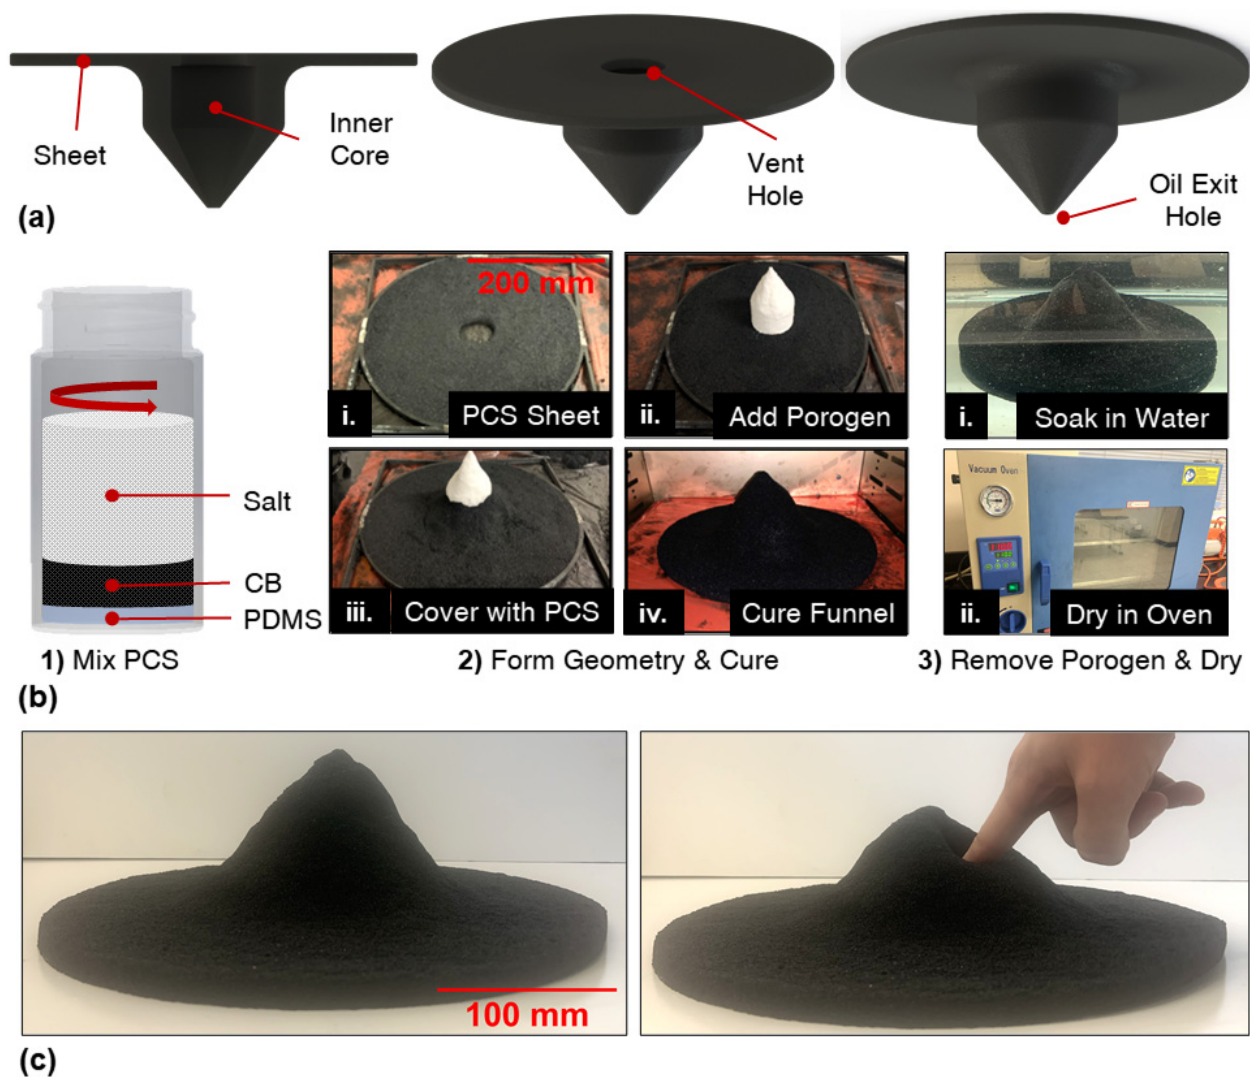 Sheet
Inner
Core
Vent
Hole
Oil Exit
Hole
(a)
Salt
CB
PDMS
1) Mix PCS
200 mm
i. PCS Sheet
ii. Add Porogen
iii. Cover with PCS
iv. Cure Funnel
2) Form Geometry & Cure
i. Soak in Water
Vacuum Oven
ii. Dry in Oven
3) Remove Porogen & Dry
(b)
100 mm
(c)